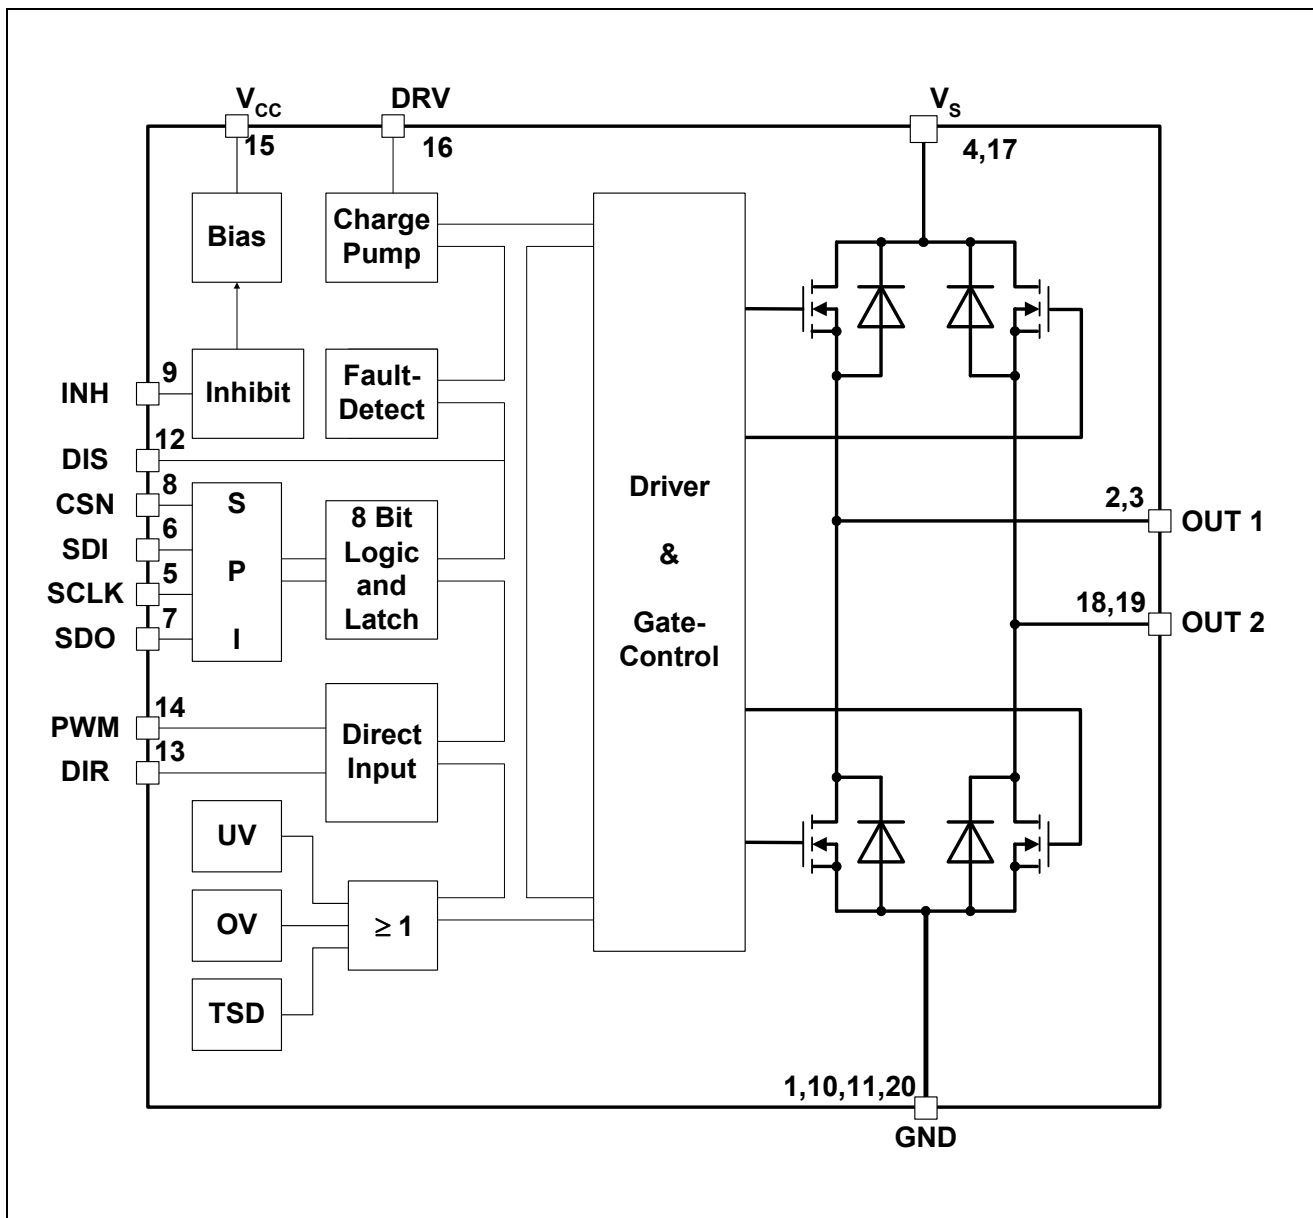 VCC
DRV
VS
15
16
4,17
Bias
Charge
Pump
INH
9
Inhibit
Fault-
Detect
DIS
12
CSN
8
SDI
6
SCLK
5
SDO
7
S
P
I
8 Bit
Logic
and
Latch
Driver
&
Gate-
Control
2,3
OUT 1
18,19
OUT 2
PWM
14
DIR
13
Direct
Input
UV
OV
TSD
≥ 1
1,10,11,20
GND